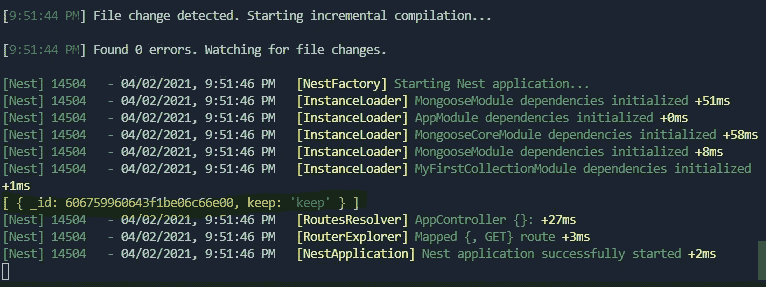 [9:51:44 PM] File change detected. Starting incremental compilation...
[9:51:44 PM] Found 0 errors. Watching for file changes.
[Nest] 14504   - 04/02/2021, 9:51:46 PM   [NestFactory] Starting Nest application...
[Nest] 14504   - 04/02/2021, 9:51:46 PM   [InstanceLoader] MongooseModule dependencies initialized +51ms
[Nest] 14504   - 04/02/2021, 9:51:46 PM   [InstanceLoader] AppModule dependencies initialized +0ms
[Nest] 14504   - 04/02/2021, 9:51:46 PM   [InstanceLoader] MongooseCoreModule dependencies initialized +58ms
[Nest] 14504   - 04/02/2021, 9:51:46 PM   [InstanceLoader] MongooseModule dependencies initialized +8ms
[Nest] 14504   - 04/02/2021, 9:51:46 PM   [InstanceLoader] MyFirstCollectionModule dependencies initialized
+1ms
[ { _id: 606759960643f1be06c66e00, keep: 'keep' } ]
[Nest] 14504   - 04/02/2021, 9:51:46 PM   [RoutesResolver] AppController {}: +27ms
[Nest] 14504   - 04/02/2021, 9:51:46 PM   [RouterExplorer] Mapped {, GET} route +3ms
[Nest] 14504   - 04/02/2021, 9:51:46 PM   [NestApplication] Nest application successfully started +2ms